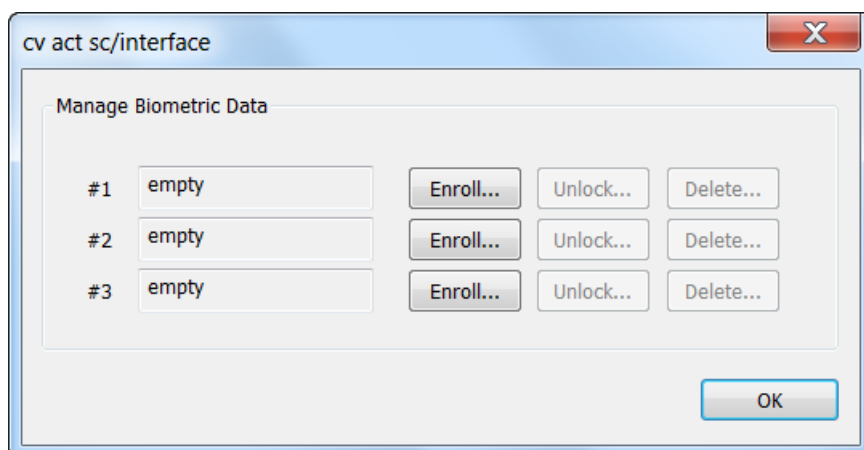 cv act sc/interface
Manage Biometric Data
#1 empty Enroll... Unlock... Delete...
#2 empty Enroll... Unlock... Delete...
#3 empty Enroll... Unlock... Delete...
OK